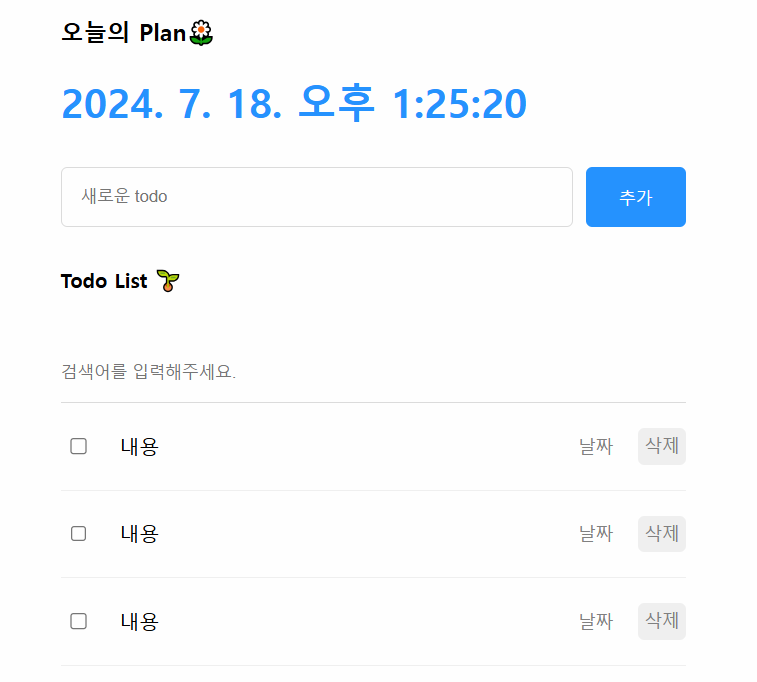 오늘의 Plan🌼
2024. 7. 18. 오후 1:25:20
새로운 todo 추가
Todo List 🌱
검색어를 입력해주세요.
내용 날짜 삭제
내용 날짜 삭제
내용 날짜 삭제